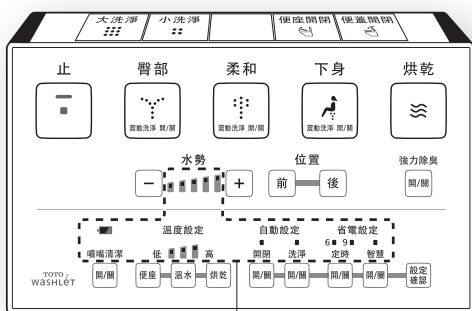 大洗淨 小洗淨 便座開閉 便蓋開閉
止 臀部 柔和 下身 烘乾
震動洗淨 開/關 震動洗淨 開/關 震動洗淨 開/關
水勢 位置 強力除臭
− + 前 後 開/關
溫度設定 自動設定 省電設定
6 9
噴嘴清潔 低 高 開閉 洗淨 定時 智慧
TOTO
WASHLET
開/關 便座 溫水 烘乾 開/關 開/關 開/關 開/關 設定
確認